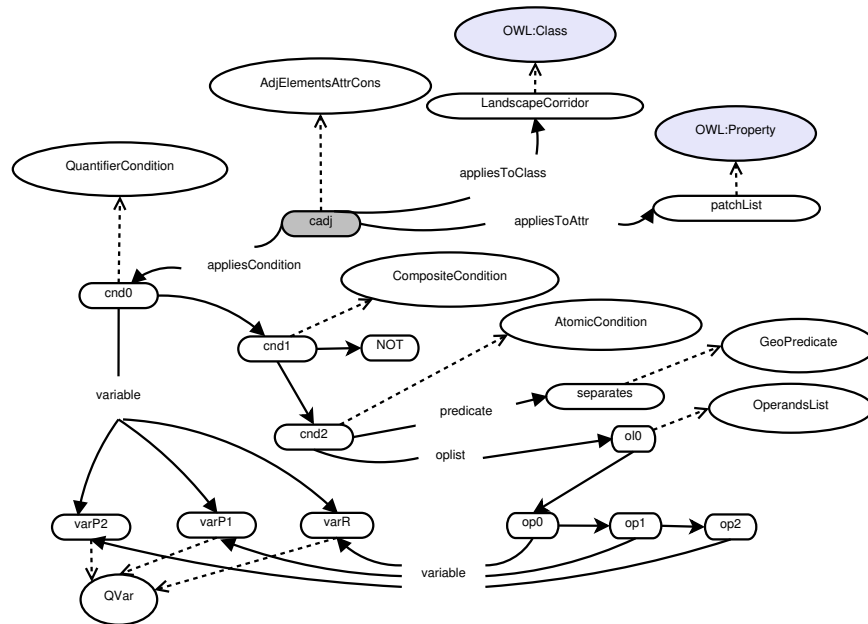 OWL:Class
AdjElementsAttrCons
LandscapeCorridor
OWL:Property
QuantifierCondition
appliesToClass
patchList
cadj
appliesToAttr
appliesCondition
CompositeCondition
cnd0
AtomicCondition
cnd1
NOT
GeoPredicate
variable
separates
predicate
OperandsList
cnd2
oplist
ol0
varP2
varP1
varR
op0
op1
op2
variable
QVar